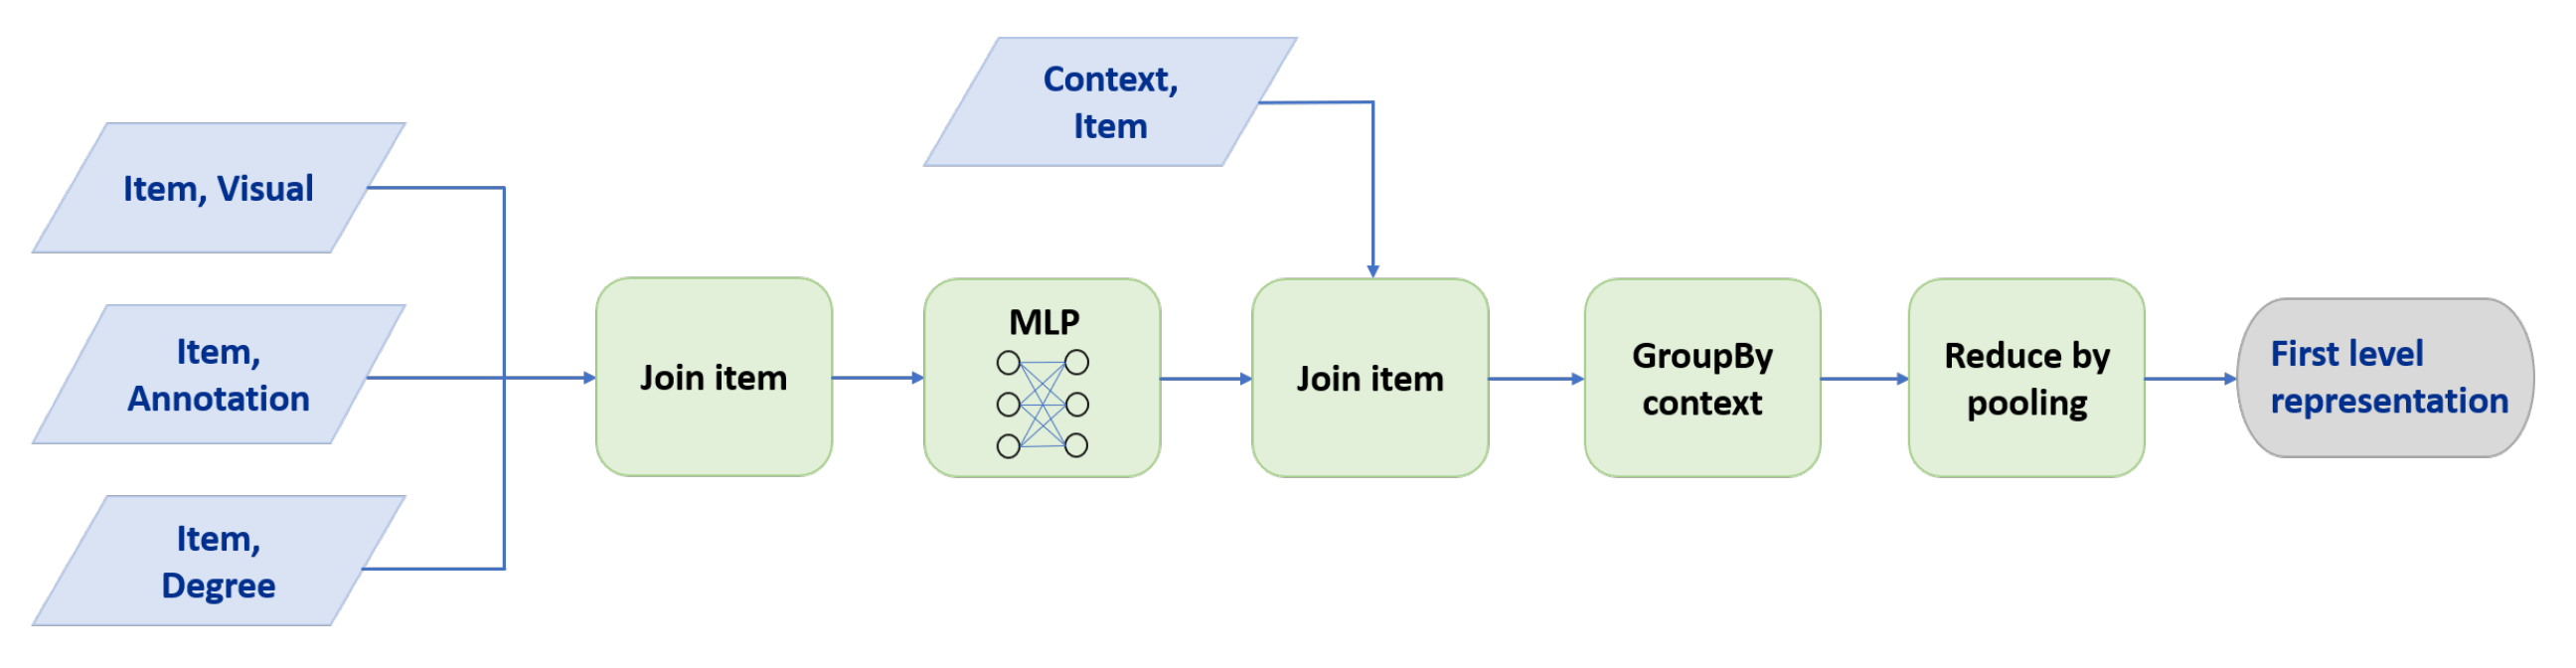 Context,
Item
Item, Visual
Item,
Annotation
Item,
Degree
Join item
MLP
Join item
GroupBy
context
Reduce by
pooling
First level
representation